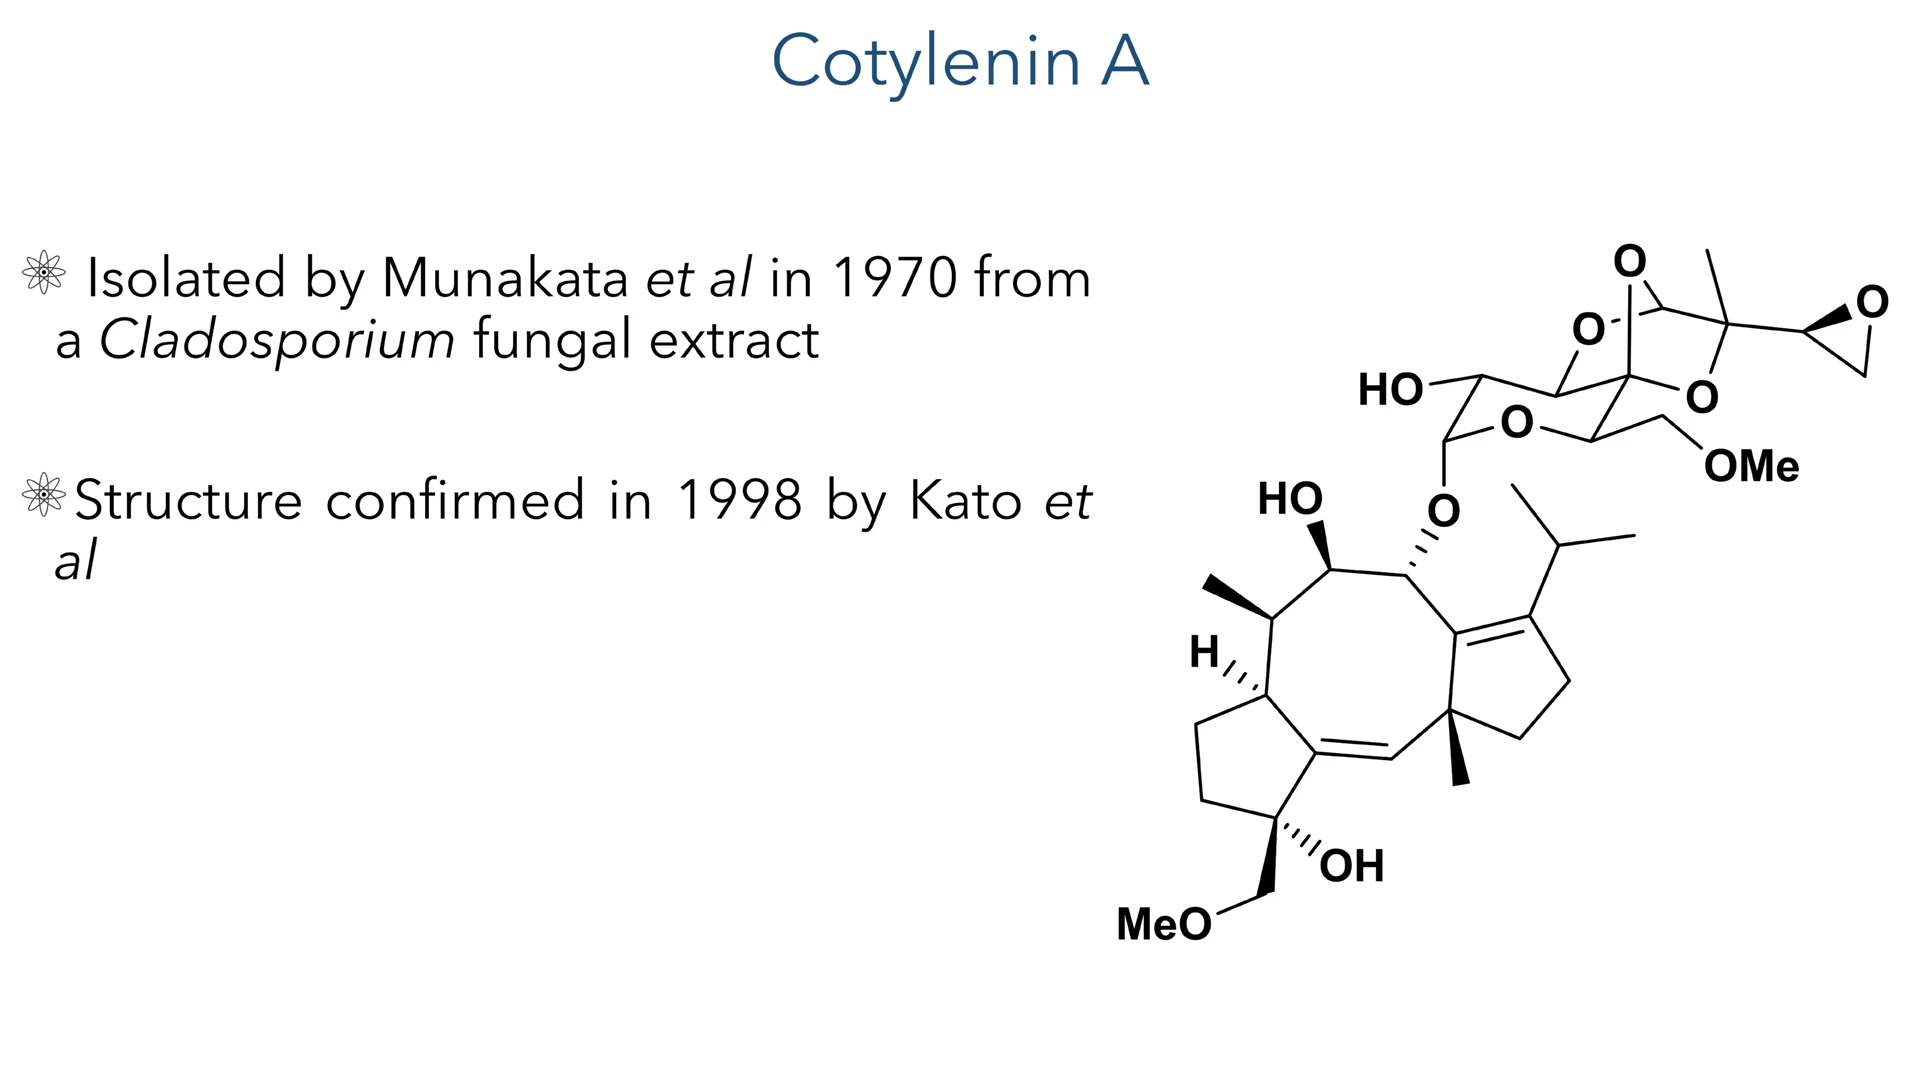 Cotylenin A
Isolated by Munakata et al in 1970 from
a Cladosporium fungal extract
Structure confirmed in 1998 by Kato et
al
O
O
O
HO
O
O
OMe
HO
O
H
OH
MeO